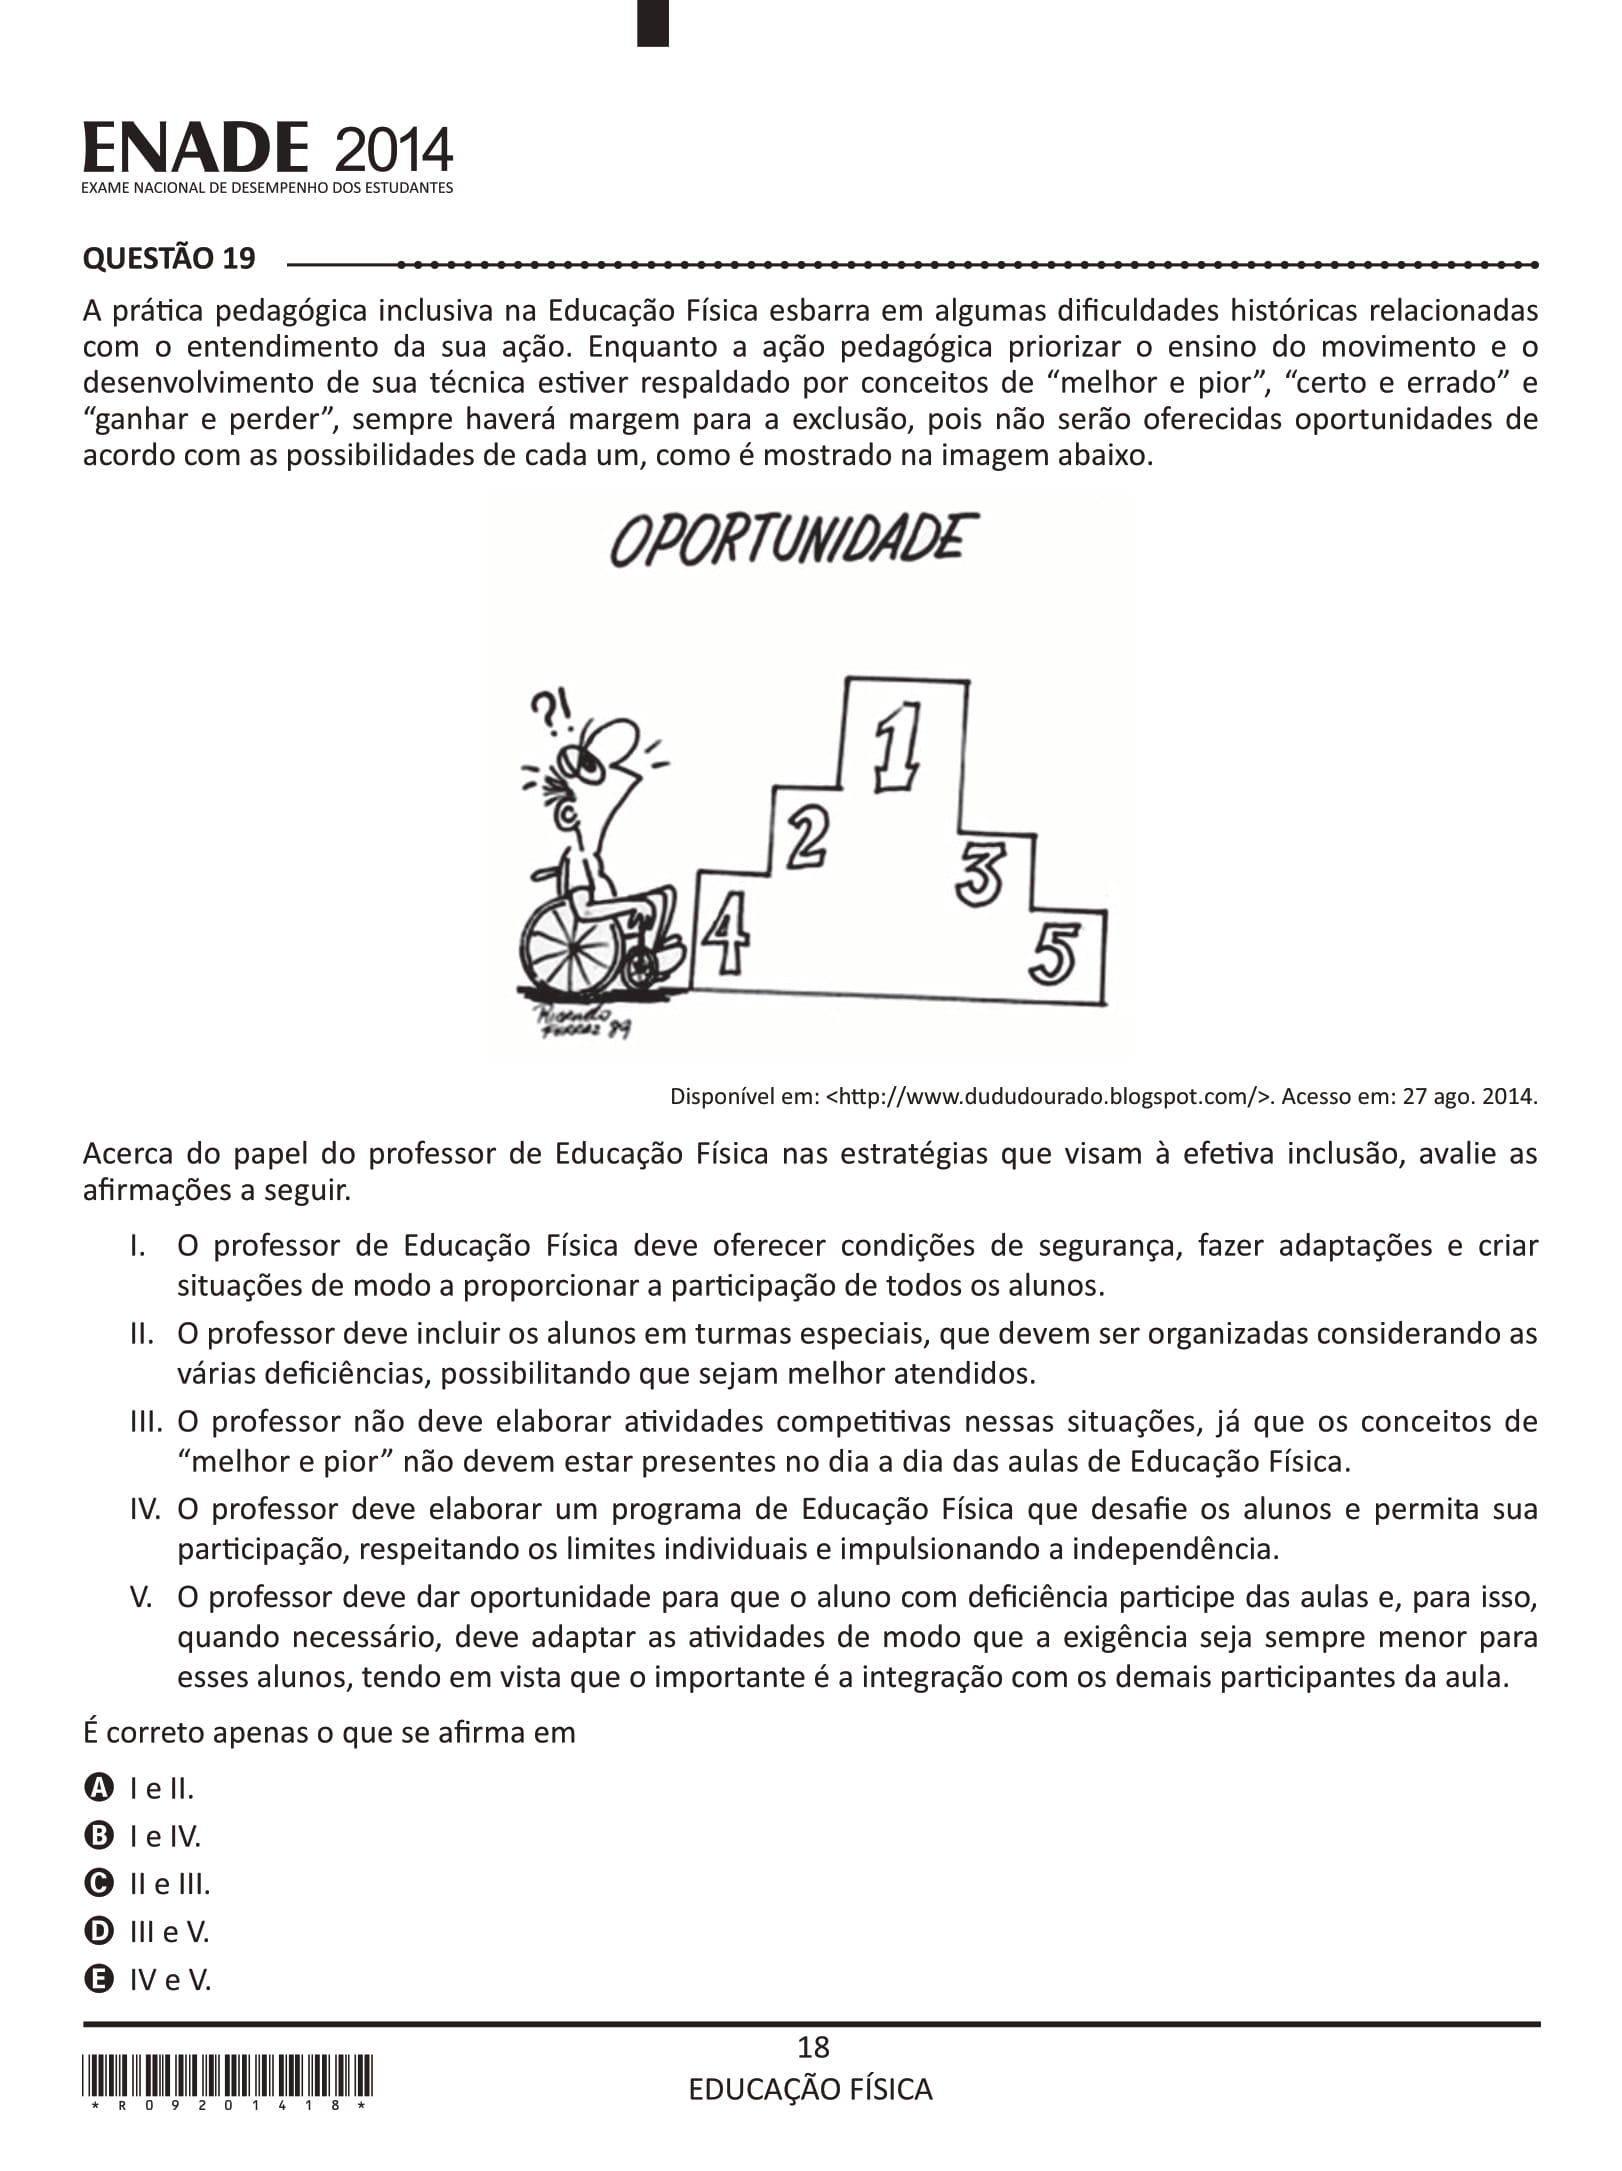 ENADE 2014
EXAME NACIONAL DE DESEMPENHO DOS ESTUDANTES
QUESTÃO 19
A prática pedagógica inclusiva na Educação Física esbarra em algumas dificuldades históricas relacionadas
com o entendimento da sua ação. Enquanto a ação pedagógica priorizar o ensino do movimento e o
desenvolvimento de sua técnica estiver respaldado por conceitos de “melhor e pior”, “certo e errado” e
“ganhar e perder”, sempre haverá margem para a exclusão, pois não serão oferecidas oportunidades de
acordo com as possibilidades de cada um, como é mostrado na imagem abaixo.
OPORTUNIDADE
?!
1
2
3
4
5
Ricardo
Ferraz 89
Disponível em: <http://www.dududourado.blogspot.com/>. Acesso em: 27 ago. 2014.
Acerca do papel do professor de Educação Física nas estratégias que visam à efetiva inclusão, avalie as
afirmações a seguir.
I. O professor de Educação Física deve oferecer condições de segurança, fazer adaptações e criar
situações de modo a proporcionar a participação de todos os alunos.
II. O professor deve incluir os alunos em turmas especiais, que devem ser organizadas considerando as
várias deficiências, possibilitando que sejam melhor atendidos.
III. O professor não deve elaborar atividades competitivas nessas situações, já que os conceitos de
“melhor e pior” não devem estar presentes no dia a dia das aulas de Educação Física.
IV. O professor deve elaborar um programa de Educação Física que desafie os alunos e permita sua
participação, respeitando os limites individuais e impulsionando a independência.
V. O professor deve dar oportunidade para que o aluno com deficiência participe das aulas e, para isso,
quando necessário, deve adaptar as atividades de modo que a exigência seja sempre menor para
esses alunos, tendo em vista que o importante é a integração com os demais participantes da aula.
É correto apenas o que se afirma em
A I e II.
B I e IV.
C II e III.
D III e V.
E IV e V.
18
EDUCAÇÃO FÍSICA
*R09201418*